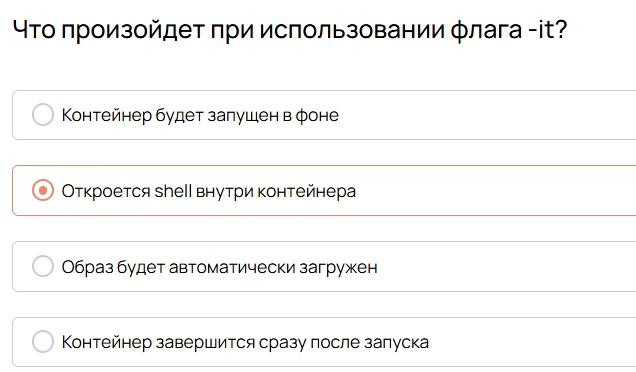 Что произойдет при использовании флага -it?
Контейнер будет запущен в фоне
Откроется shell внутри контейнера
Образ будет автоматически загружен
Контейнер завершится сразу после запуска